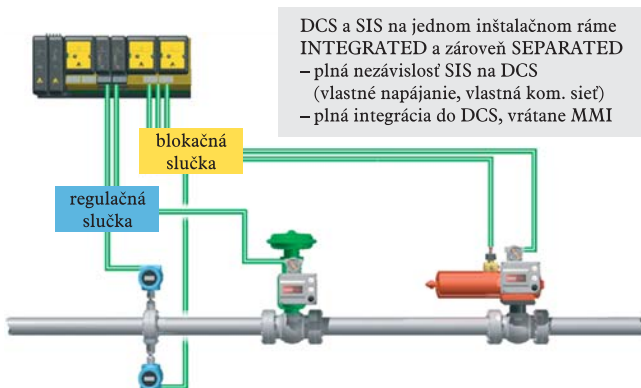 DCS a SIS na jednom inštalačnom ráme
INTEGRATED a zároveň SEPARATED
– plná nezávislosť SIS na DCS
(vlastné napájanie, vlastná kom. sieť)
– plná integrácia do DCS, vrátane MMI
blokačná
slučka
regulačná
slučka